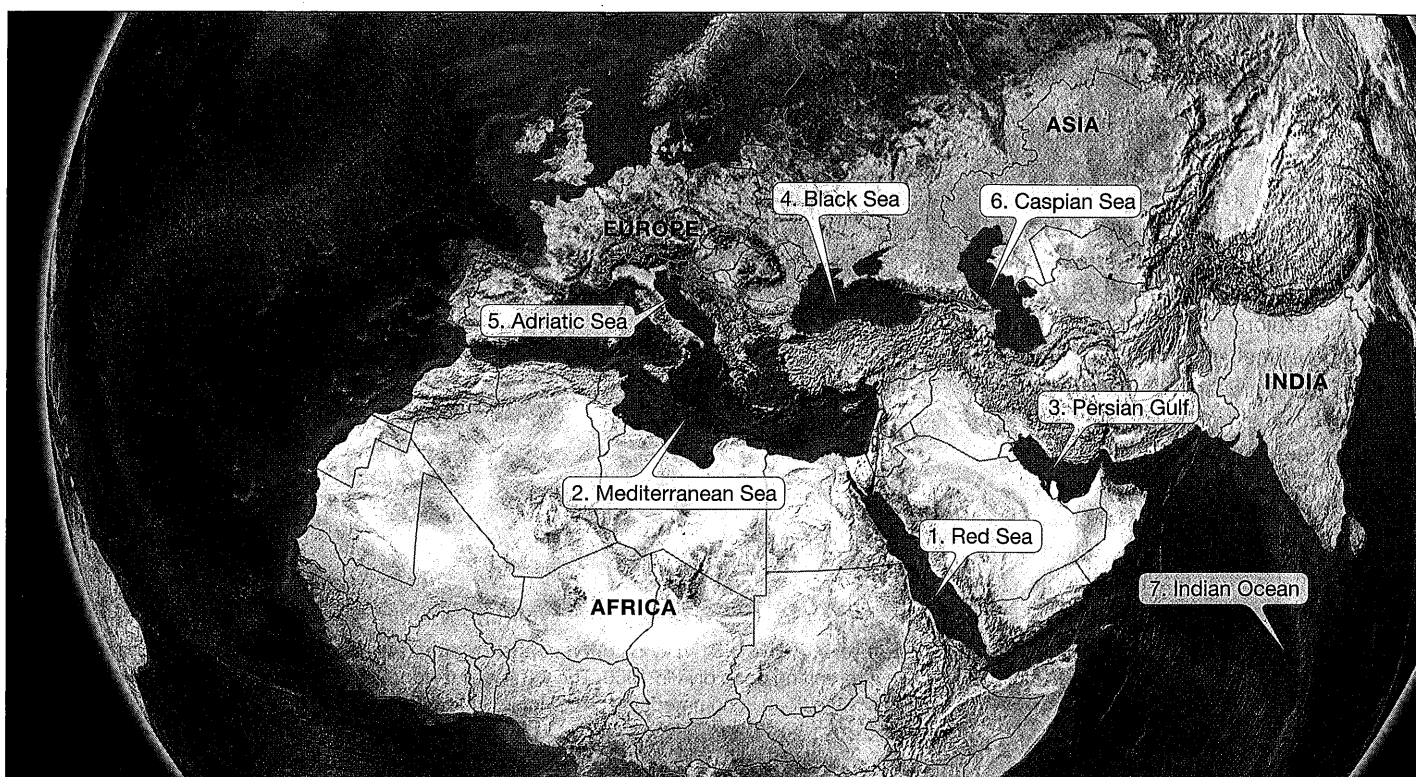 ASIA
4. Black Sea
6. Caspian Sea
EUROPE
5. Adriatic Sea
INDIA
3. Persian Gulf
2. Mediterranean Sea
1. Red Sea
7. Indian Ocean
AFRICA